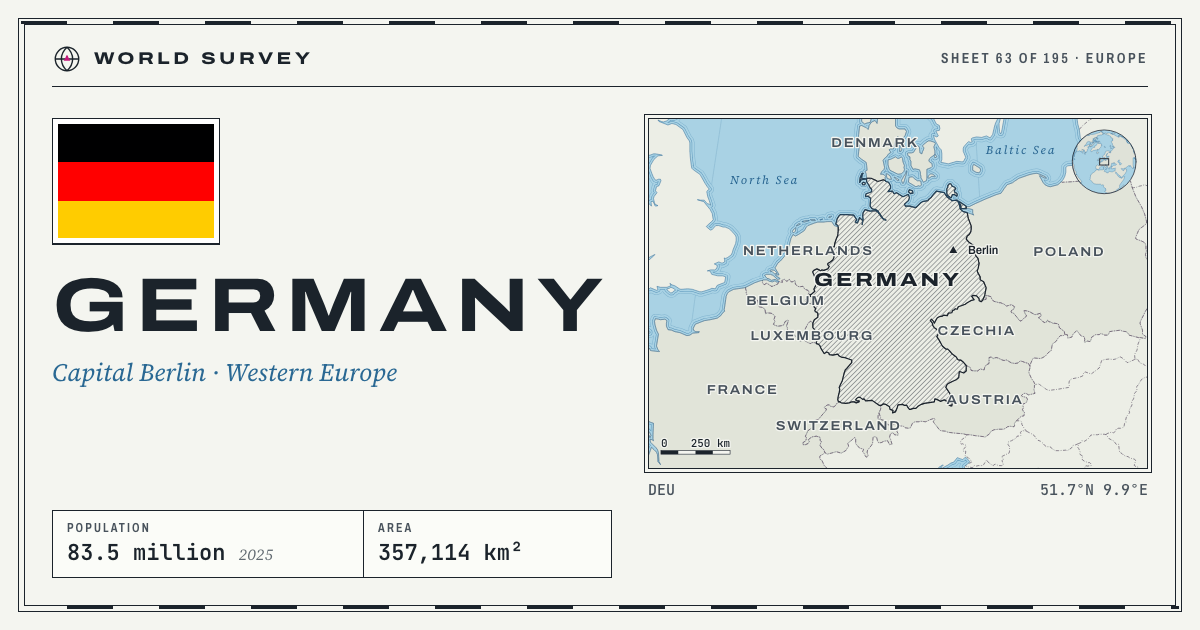 WORLD SURVEY
SHEET 63 OF 195 · EUROPE
GERMANY
Capital Berlin · Western Europe
POPULATION
83.5 million 2025
AREA
357,114 km²
DENMARK
Baltic Sea
North Sea
NETHERLANDS
Berlin
POLAND
GERMANY
BELGIUM
LUXEMBOURG
CZECHIA
FRANCE
AUSTRIA
SWITZERLAND
0 250 km
DEU
51.7°N 9.9°E